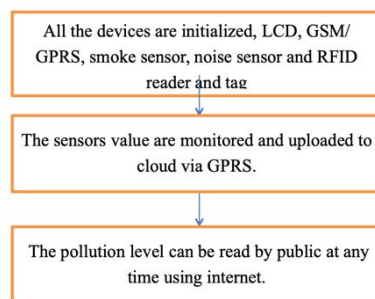 All the devices are initialized, LCD, GSM/
GPRS, smoke sensor, noise sensor and RFID
reader and tag
The sensors value are monitored and uploaded to
cloud via GPRS.
The pollution level can be read by public at any
time using internet.